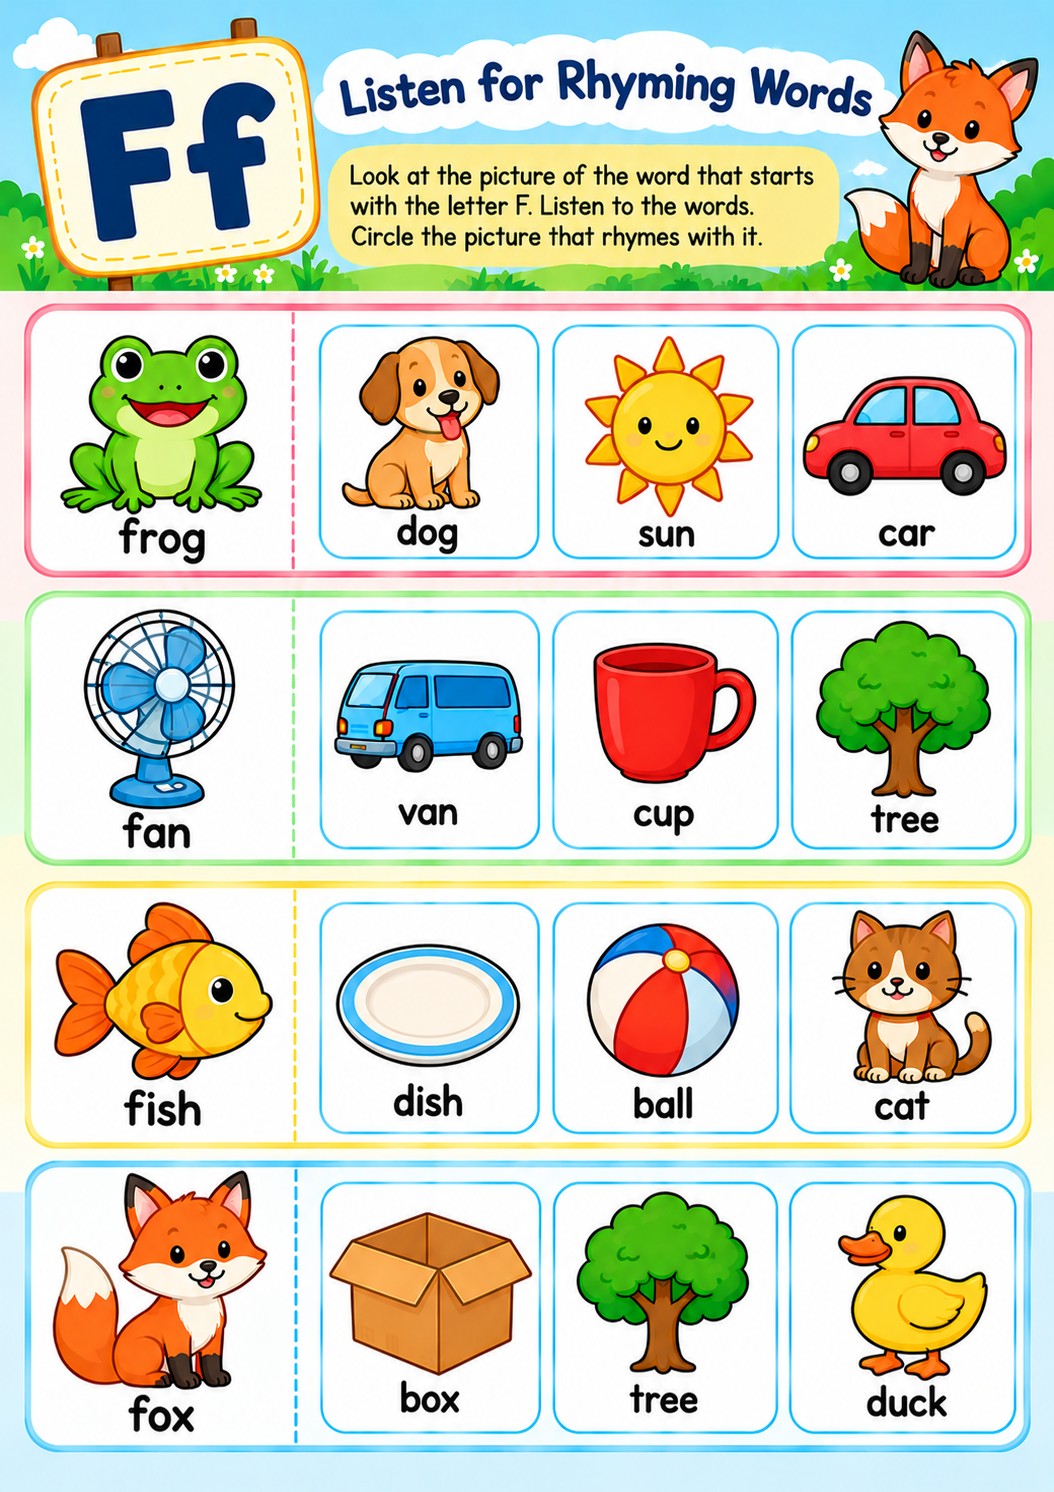 Ff
Listen for Rhyming Words
Look at the picture of the word that starts
with the letter F. Listen to the words.
Circle the picture that rhymes with it.
frog
dog
sun
car
fan
van
cup
tree
fish
dish
ball
cat
fox
box
tree
duck